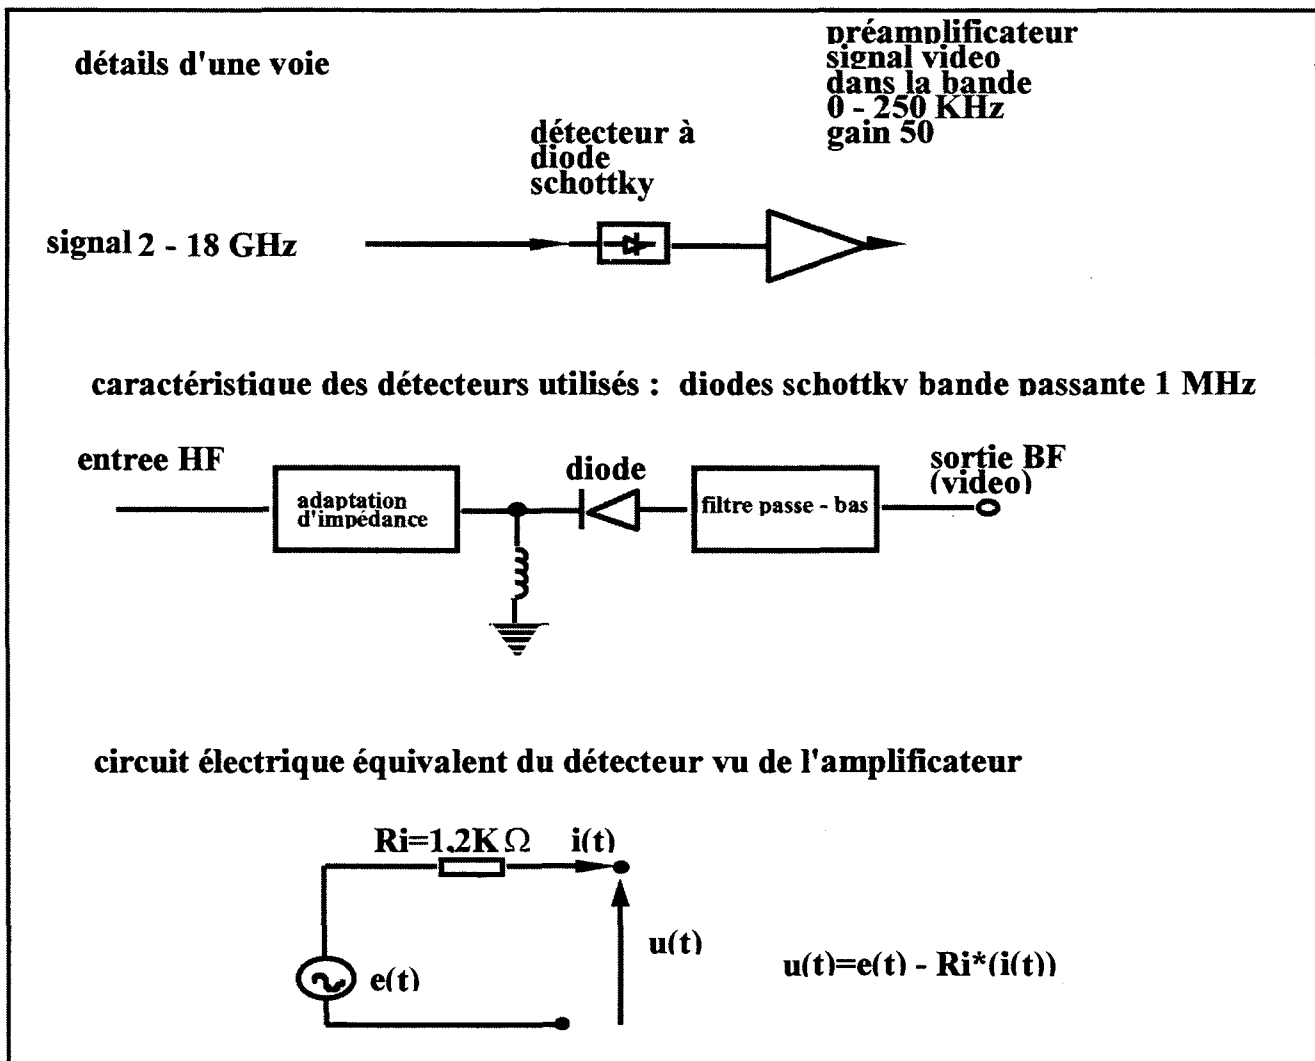 détails d'une voie
préamplificateur
signal video
dans la bande
0 - 250 KHz
gain 50
détecteur à
diode
schottky
signal 2 - 18 GHz
caractéristique des détecteurs utilisés : diodes schottky bande passante 1 MHz
entree HF
adaptation
d'impédance
diode
filtre passe - bas
sortie BF
(video)
circuit électrique équivalent du détecteur vu de l'amplificateur
Ri=1,2K Ω
i(t)
e(t)
u(t)
u(t)=e(t) - Ri*(i(t))